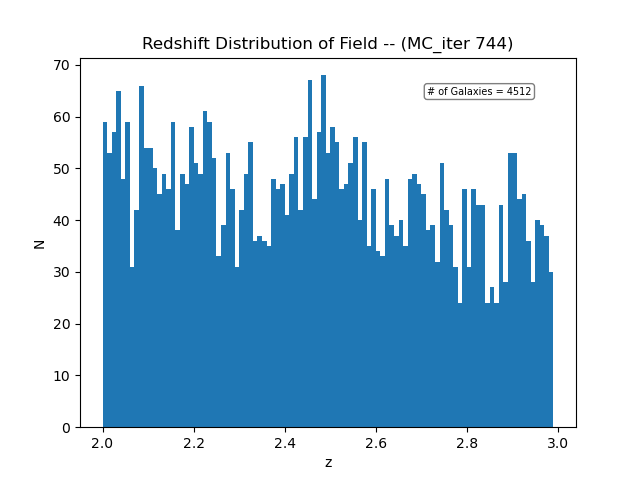 Redshift Distribution of Field -- (MC_iter 744)
# of Galaxies = 4512
70
60
50
40
30
20
10
0
N
2.0 2.2 2.4 2.6 2.8 3.0
z